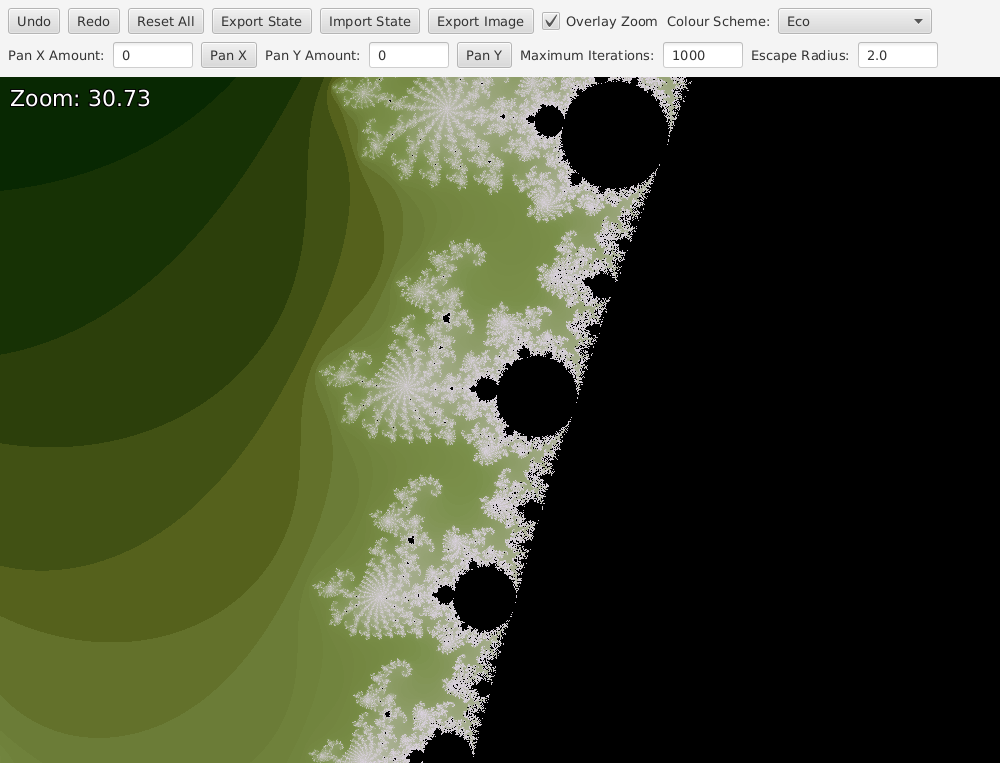 Undo Redo Reset All Export State Import State Export Image Overlay Zoom Colour Scheme: Eco
Pan X Amount: 0 Pan X Pan Y Amount: 0 Pan Y Maximum Iterations: 1000 Escape Radius: 2.0
Zoom: 30.73